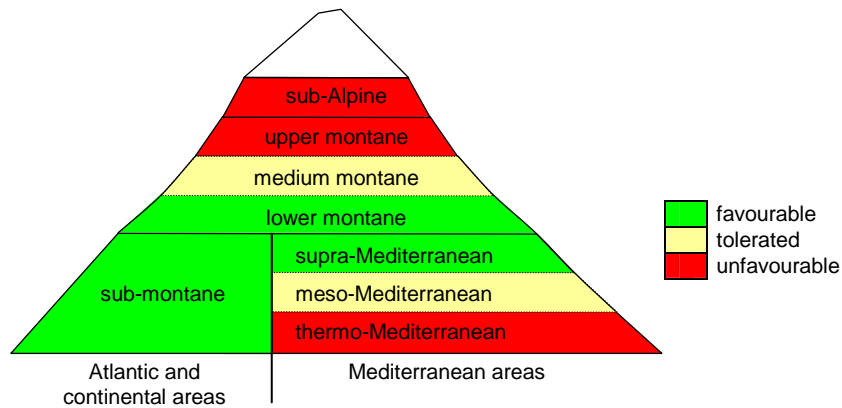 sub-Alpine
upper montane
medium montane
lower montane
supra-Mediterranean
sub-montane
meso-Mediterranean
thermo-Mediterranean
Atlantic and
continental areas
Mediterranean areas
favourable
tolerated
unfavourable